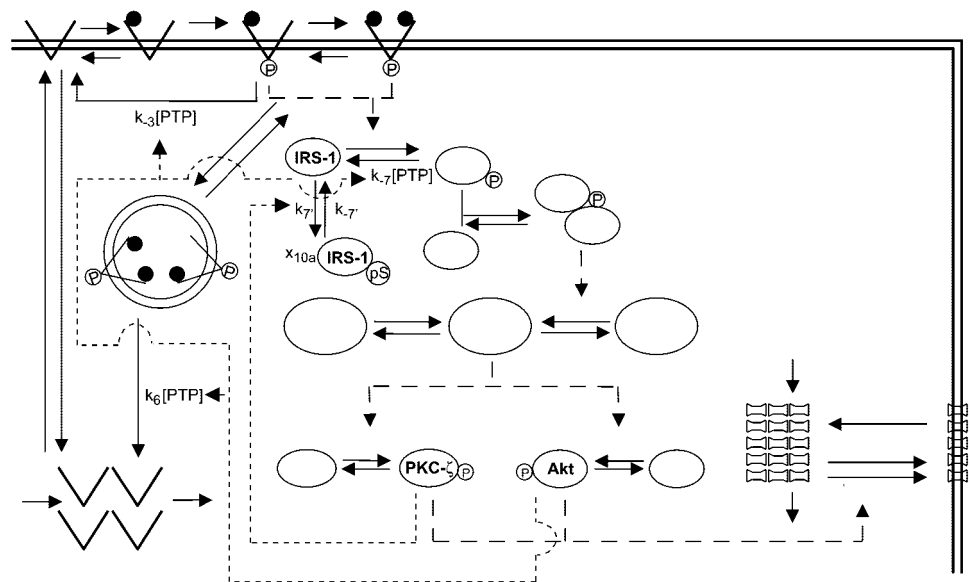 P P
k-3[PTP]
IRS-1
k-7[PTP]
P
P
k7' k-7'
x10a IRS-1
pS
P P
k6[PTP]
PKC-ζ P
P Akt